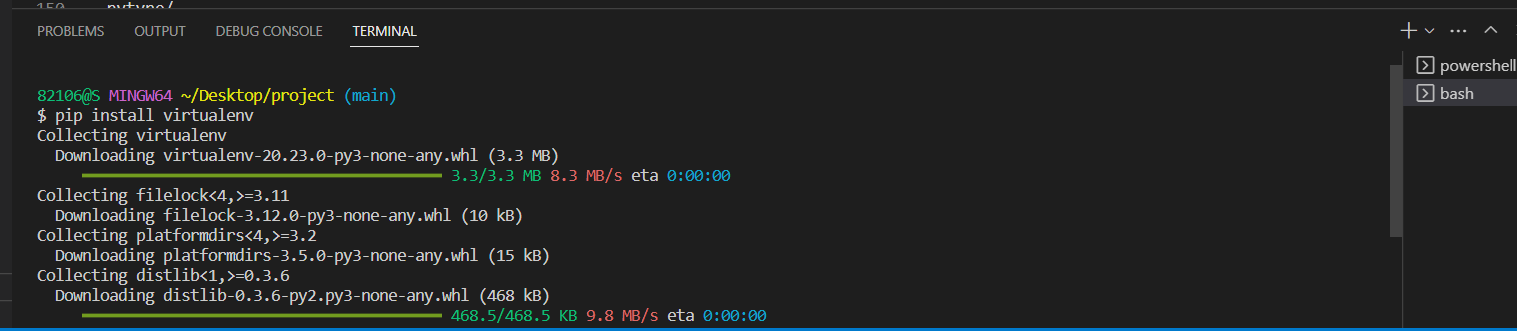 150 pytype/
PROBLEMS OUTPUT DEBUG CONSOLE TERMINAL
powershell
bash
82106@S MINGW64 ~/Desktop/project (main)
$ pip install virtualenv
Collecting virtualenv
Downloading virtualenv-20.23.0-py3-none-any.whl (3.3 MB)
3.3/3.3 MB 8.3 MB/s eta 0:00:00
Collecting filelock<4,>=3.11
Downloading filelock-3.12.0-py3-none-any.whl (10 kB)
Collecting platformdirs<4,>=3.2
Downloading platformdirs-3.5.0-py3-none-any.whl (15 kB)
Collecting distlib<1,>=0.3.6
Downloading distlib-0.3.6-py2.py3-none-any.whl (468 kB)
468.5/468.5 KB 9.8 MB/s eta 0:00:00